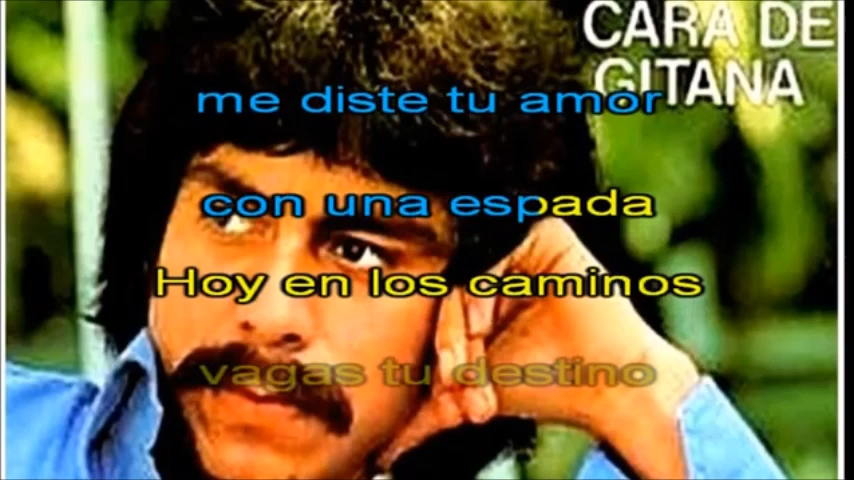 CARA DE
GITANA
me diste tu amor
con una espada
Hoy en los caminos
vagas tu destino